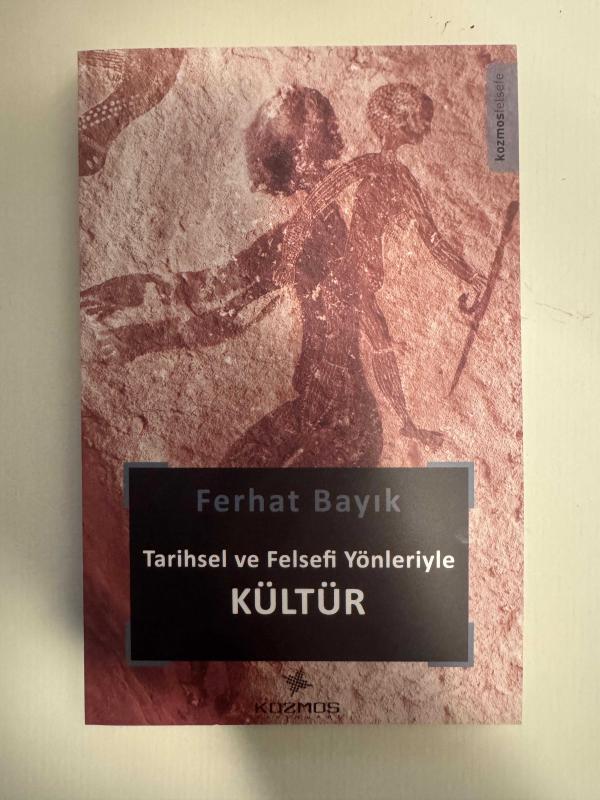 kozmosfelsefe
Ferhat Bayık
Tarihsel ve Felsefi Yönleriyle
KÜLTÜR
KOZMOS